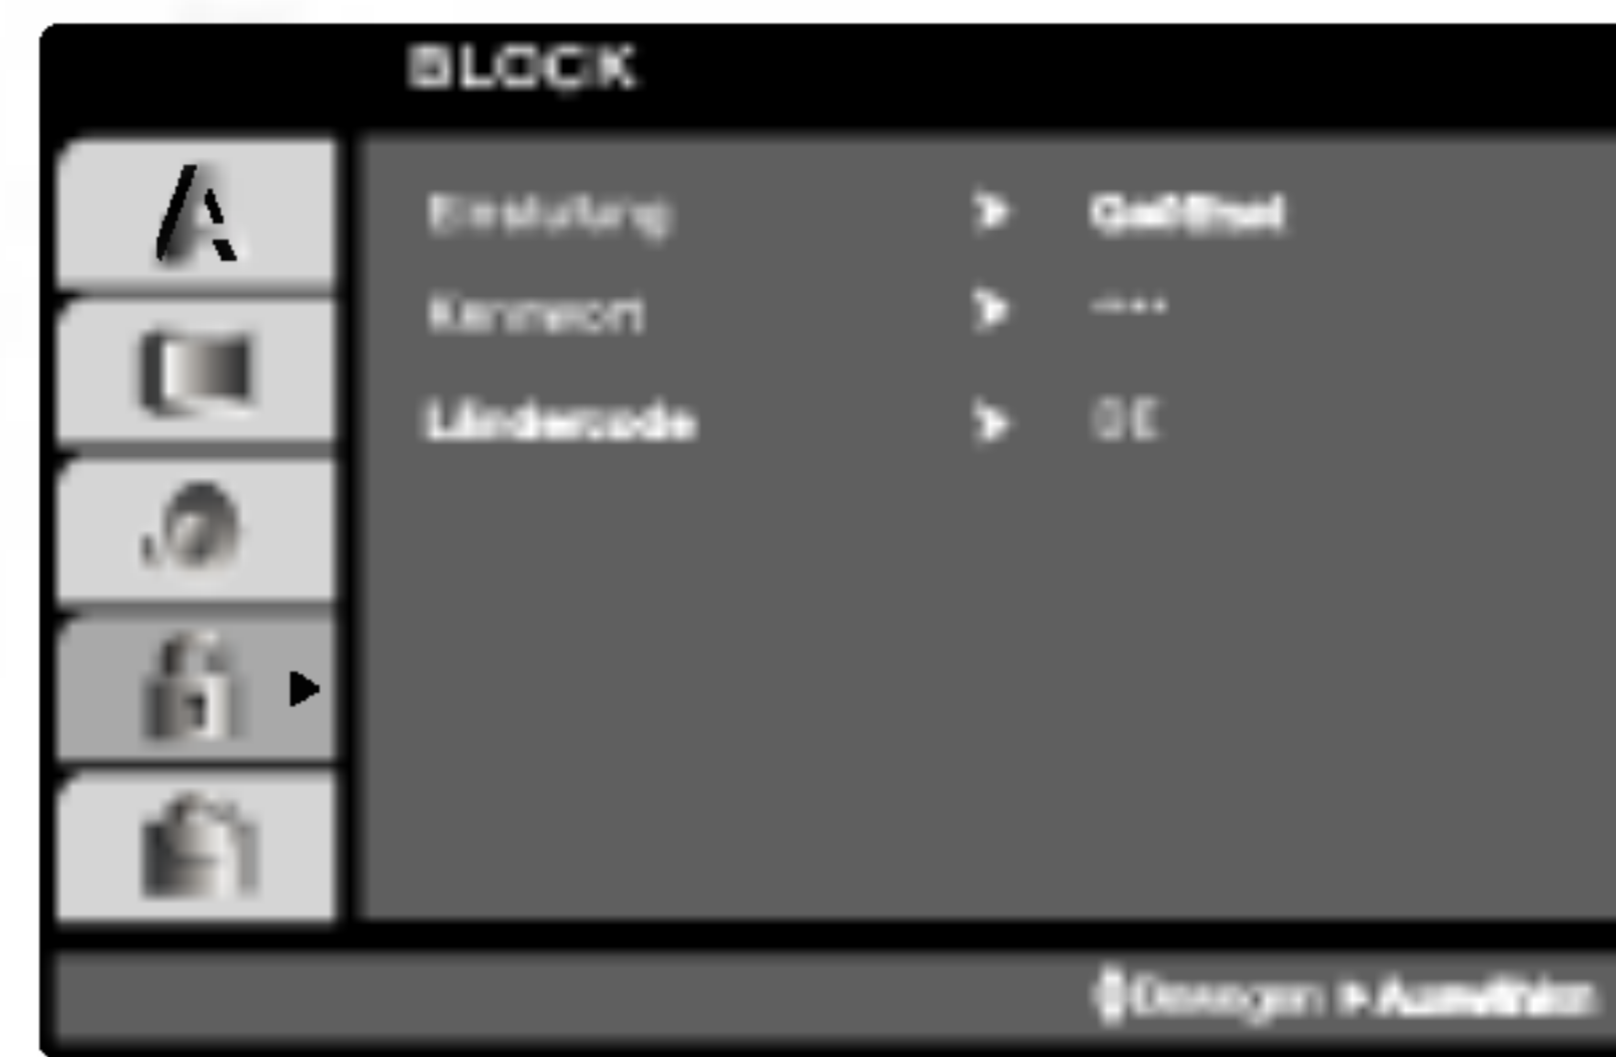 BLOCK
A
Einstufung Geöffnet
Kennwort ----
Ländercode DE
Bewegen Auswählen